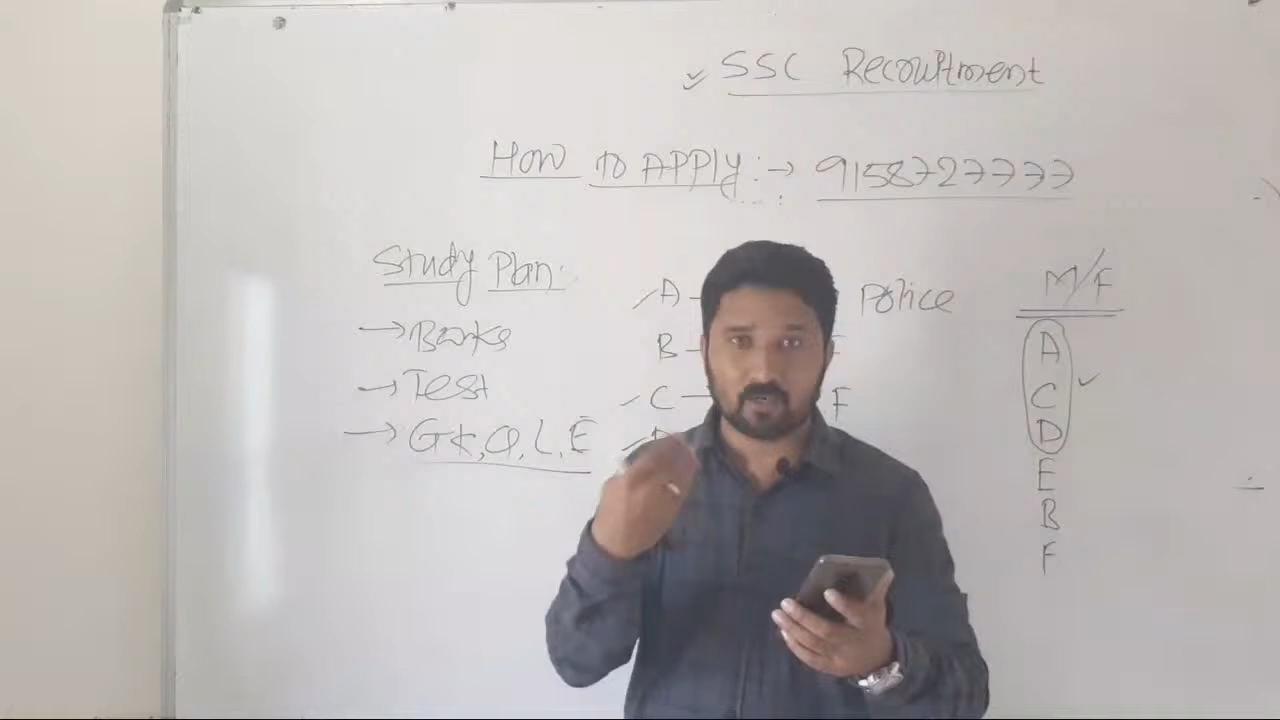 SSC Recruitment
How to APPly :→ 9158727777
Study Plan:
→ Books
→ Test
→ GK, Q, L, E
A - Police
B -
C - F
M/F
A
C
D
E
B
F